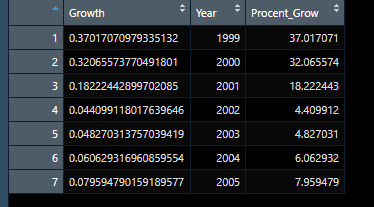 Growth Year Procent_Grow
1 0.37017070979335132 1999 37.017071
2 0.32065573770491801 2000 32.065574
3 0.18222442899702085 2001 18.222443
4 0.044099118017639646 2002 4.409912
5 0.048270313757039419 2003 4.827031
6 0.060629316960859554 2004 6.062932
7 0.079594790159189577 2005 7.959479